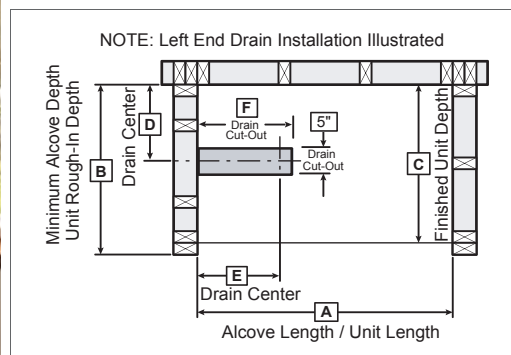 NOTE: Left End Drain Installation Illustrated
Minimum Alcove Depth
Unit Rough-In Depth
B
Drain Center
D
F
Drain
Cut-Out
5"
Drain
Cut-Out
C
Finished Unit Depth
E
Drain Center
A
Alcove Length / Unit Length